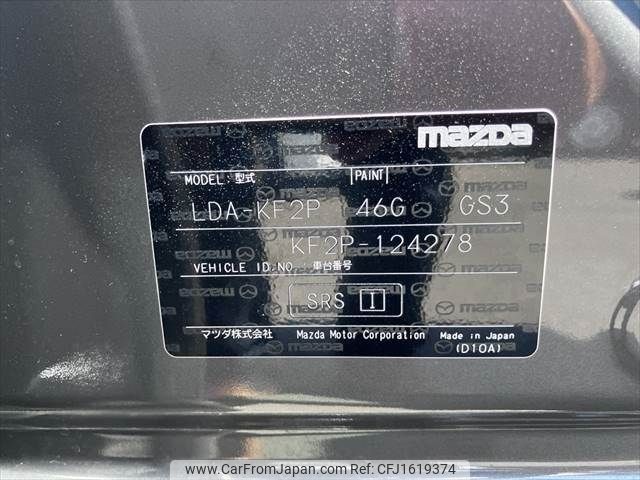 mazda
MODEL: 型式 PAINT
LDA-KF2P 46G GS3
KF2P-124278
VEHICLE ID.NO. 車台番号
SRS I
マツダ株式会社 Mazda Motor Corporation Made in Japan
(D10A)
www.CarFromJapan.com | Ref No. CFJ1619374